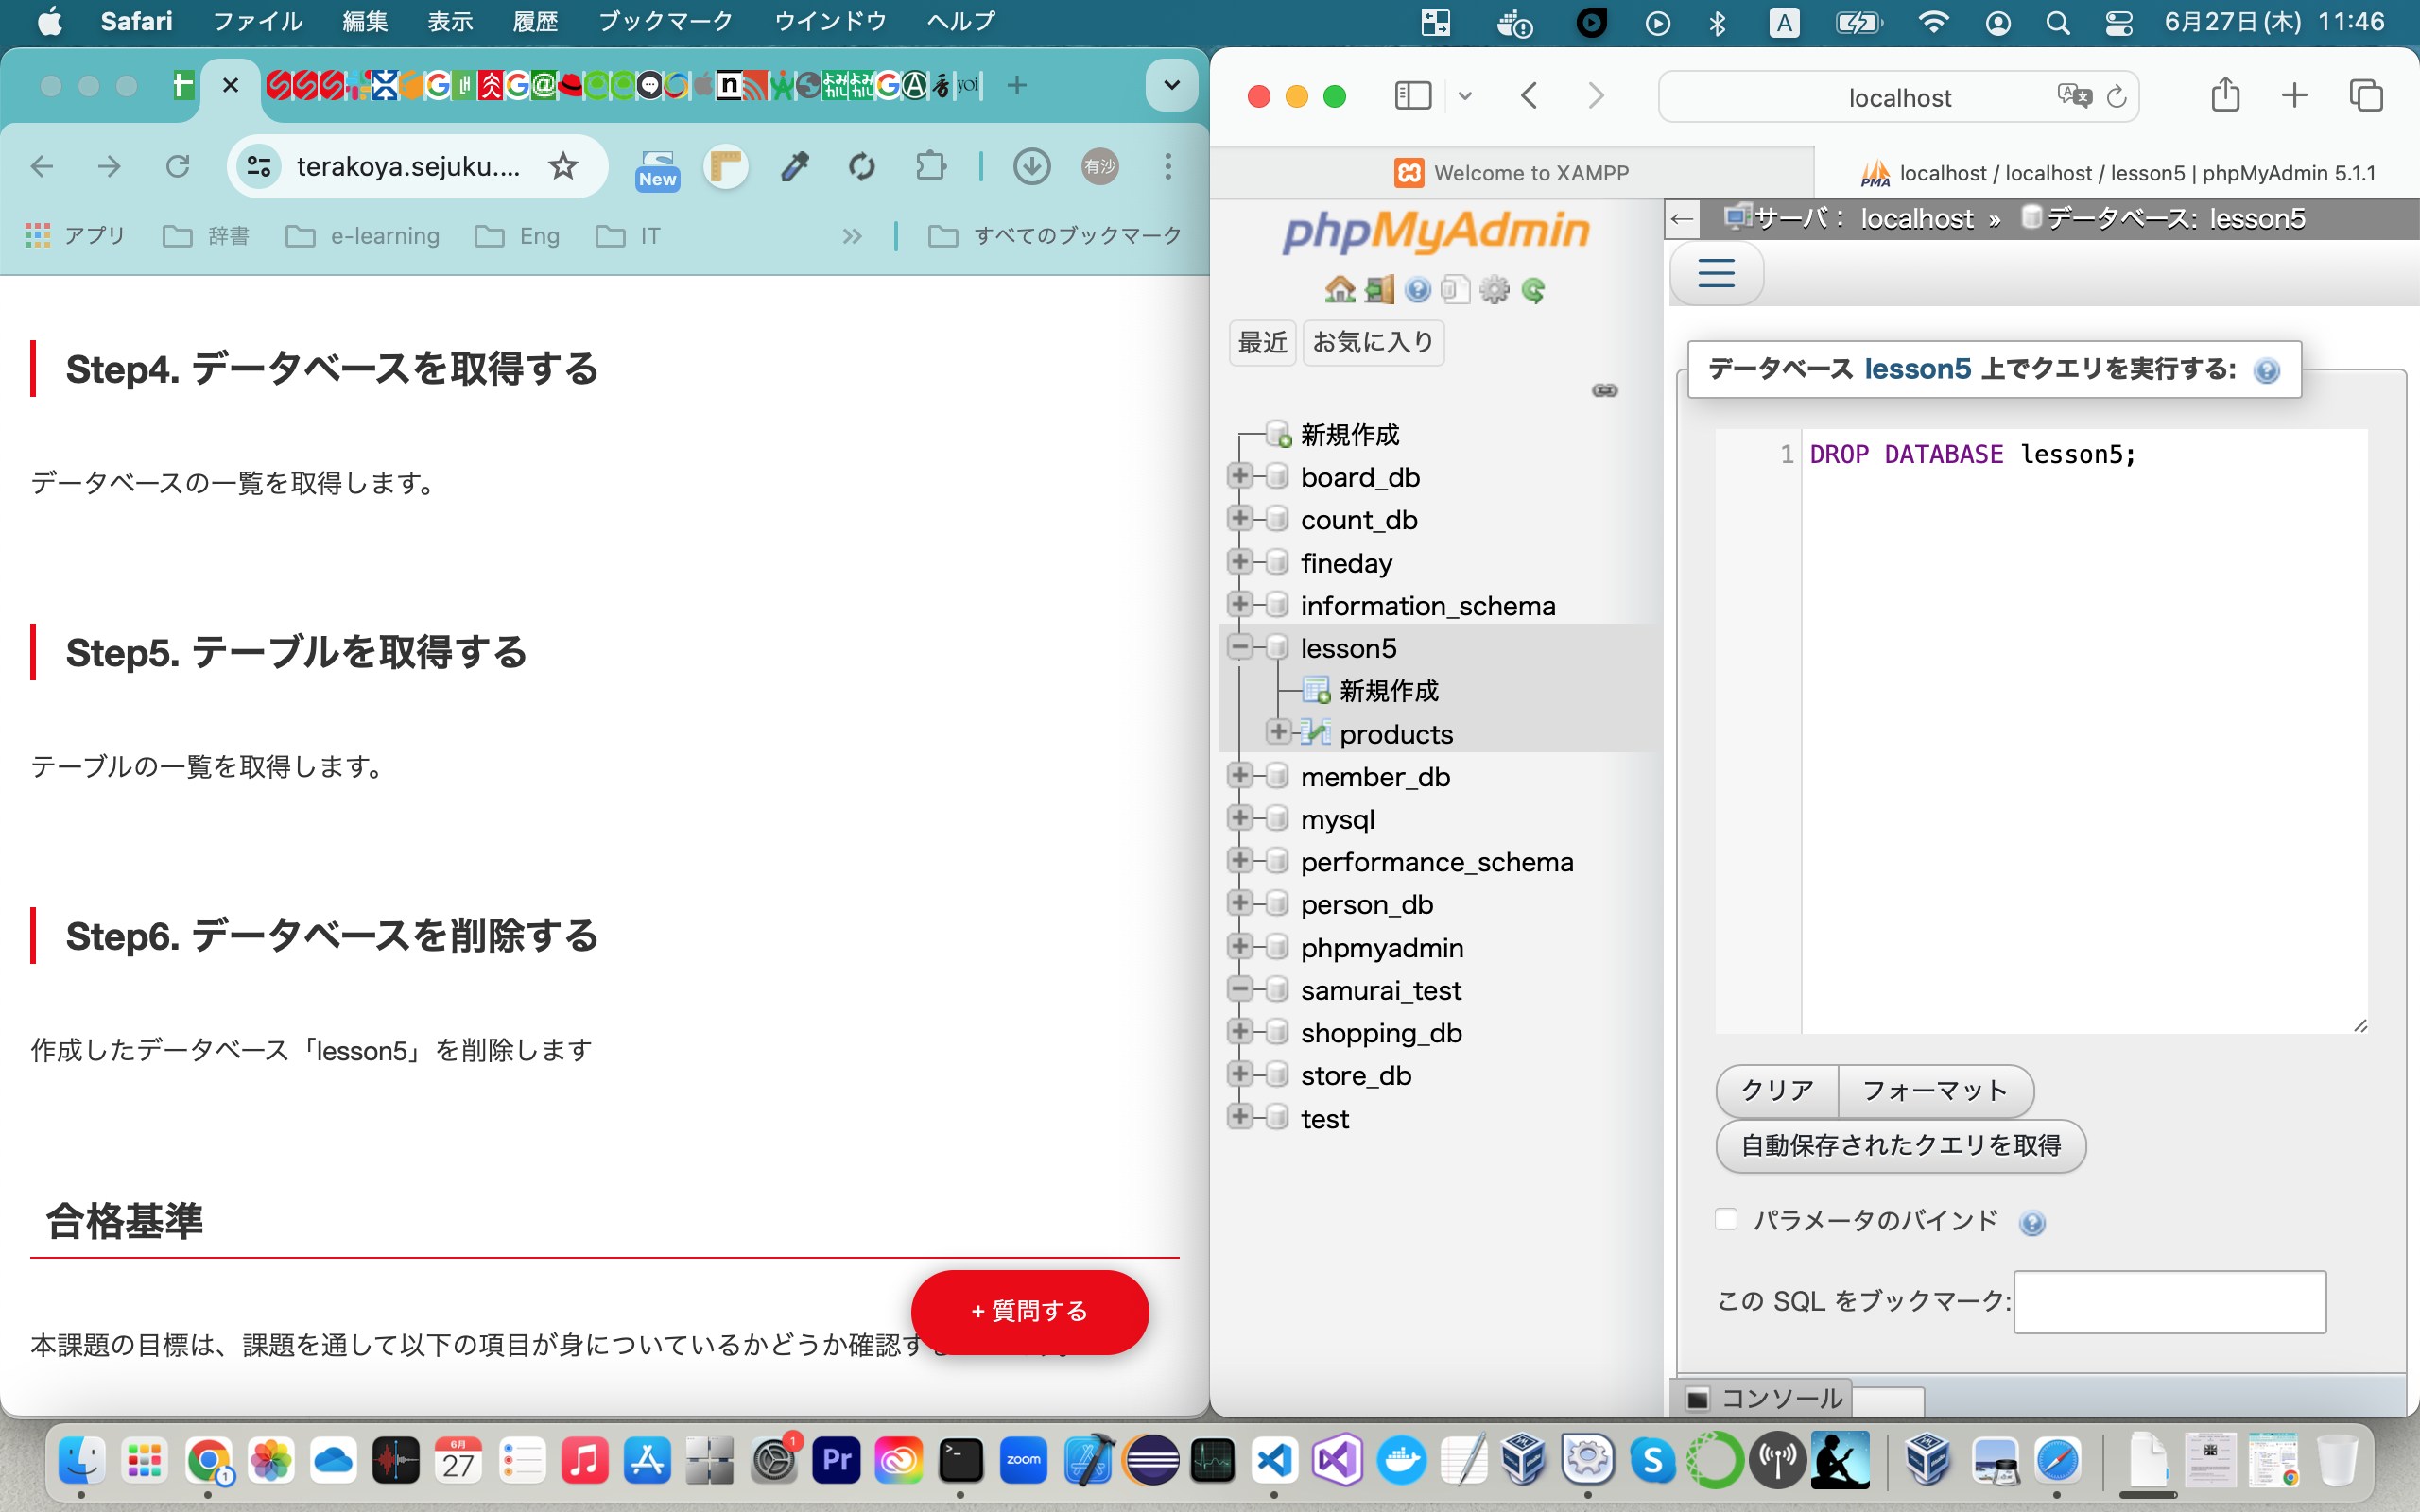 Safari ファイル 編集 表示 履歴 ブックマーク ウインドウ ヘルプ A 6月27日(木) 11:46
terakoya.sejuku.... New 有沙
アプリ 辞書 e-learning Eng IT » すべてのブックマーク
Step4. データベースを取得する
データベースの一覧を取得します。
Step5. テーブルを取得する
テーブルの一覧を取得します。
Step6. データベースを削除する
作成したデータベース「lesson5」を削除します
合格基準
+ 質問する
本課題の目標は、課題を通して以下の項目が身についているかどうか確認す
localhost
Welcome to XAMPP
PMA localhost / localhost / lesson5 | phpMyAdmin 5.1.1
phpMyAdmin
最近 お気に入り
新規作成
board_db
count_db
fineday
information_schema
lesson5
新規作成
products
member_db
mysql
performance_schema
person_db
phpmyadmin
samurai_test
shopping_db
store_db
test
← サーバ: localhost » データベース: lesson5
データベース lesson5 上でクエリを実行する:
1 DROP DATABASE lesson5;
クリア フォーマット
自動保存されたクエリを取得
パラメータのバインド
この SQL をブックマーク:
コンソール
6月
27
1
1
Pr
zoom
S